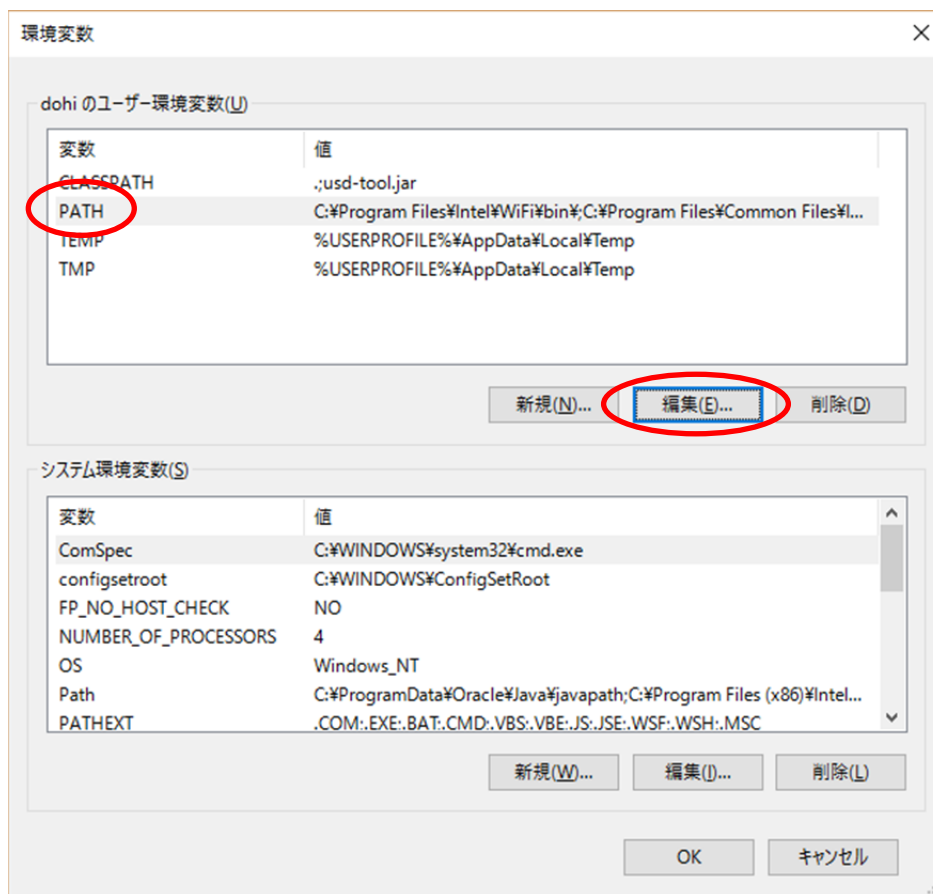 環境変数
dohi のユーザー環境変数(U)
変数 値
CLASSPATH .;usd-tool.jar
PATH C:¥Program Files¥Intel¥WiFi¥bin¥;C:¥Program Files¥Common Files¥I...
TEMP %USERPROFILE%¥AppData¥Local¥Temp
TMP %USERPROFILE%¥AppData¥Local¥Temp
新規(N)... 編集(E)... 削除(D)
システム環境変数(S)
変数 値
ComSpec C:¥WINDOWS¥system32¥cmd.exe
configsetroot C:¥WINDOWS¥ConfigSetRoot
FP_NO_HOST_CHECK NO
NUMBER_OF_PROCESSORS 4
OS Windows_NT
Path C:¥ProgramData¥Oracle¥Java¥javapath;C:¥Program Files (x86)¥Intel...
PATHEXT .COM;.EXE;.BAT;.CMD;.VBS;.VBE;.JS;.JSE;.WSF;.WSH;.MSC
新規(W)... 編集(I)... 削除(L)
OK キャンセル